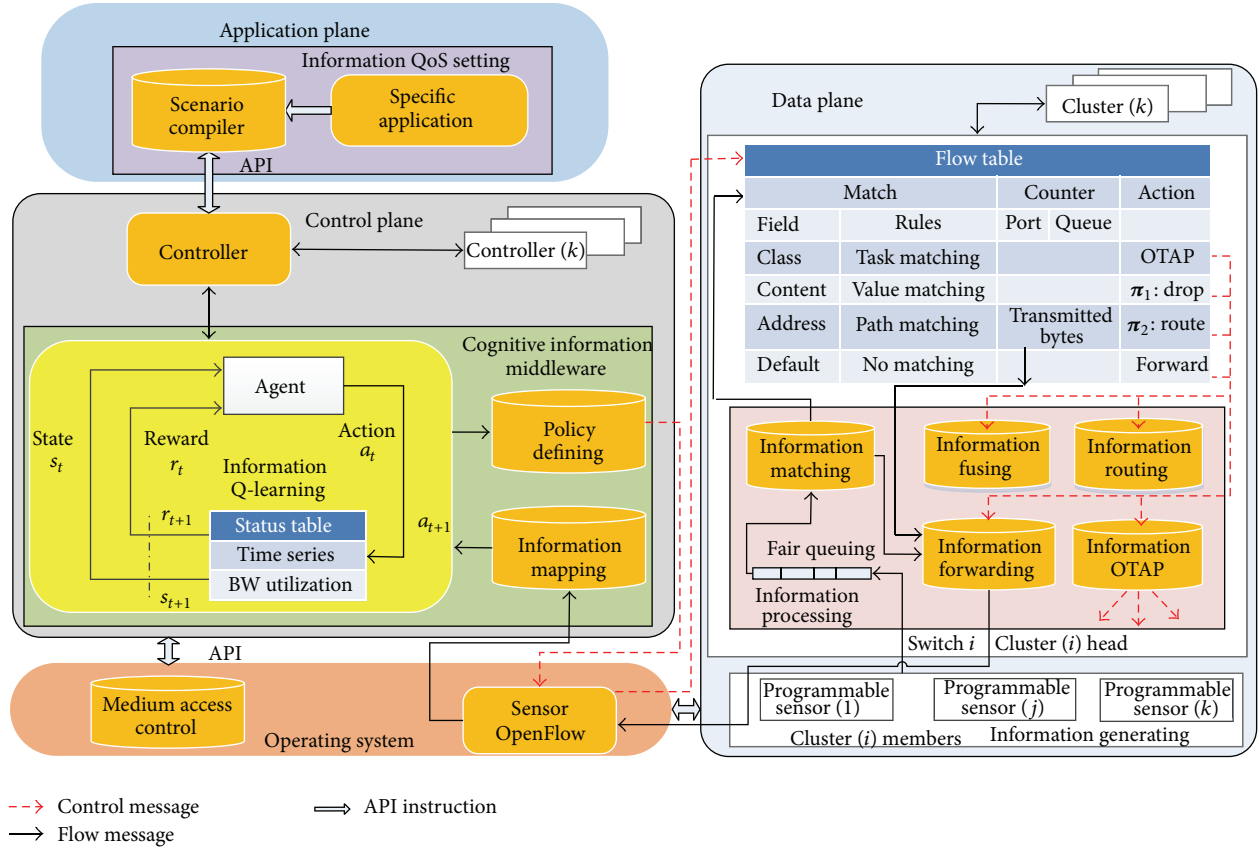 Application plane
Information QoS setting
Scenario
compiler
Specific
application
API
Control plane
Controller
Controller (k)
Cognitive information
middleware
Agent
State
s_t
Reward
r_t
Action
a_t
Information
Q-learning
r_{t+1}
Status table
Time series
BW utilization
s_{t+1}
a_{t+1}
Policy
defining
Information
mapping
API
Medium access
control
Operating system
Sensor
OpenFlow
Data plane
Cluster (k)
Flow table
Match Counter Action
Field Rules Port Queue
Class Task matching OTAP
Content Value matching π₁: drop
Address Path matching Transmitted bytes π₂: route
Default No matching Forward
Information
matching
Information
fusing
Information
routing
Fair queuing
Information
processing
Information
forwarding
Information
OTAP
Switch i Cluster (i) head
Programmable
sensor (1)
Programmable
sensor (j)
Programmable
sensor (k)
Cluster (i) members Information generating
Control message
Flow message
API instruction